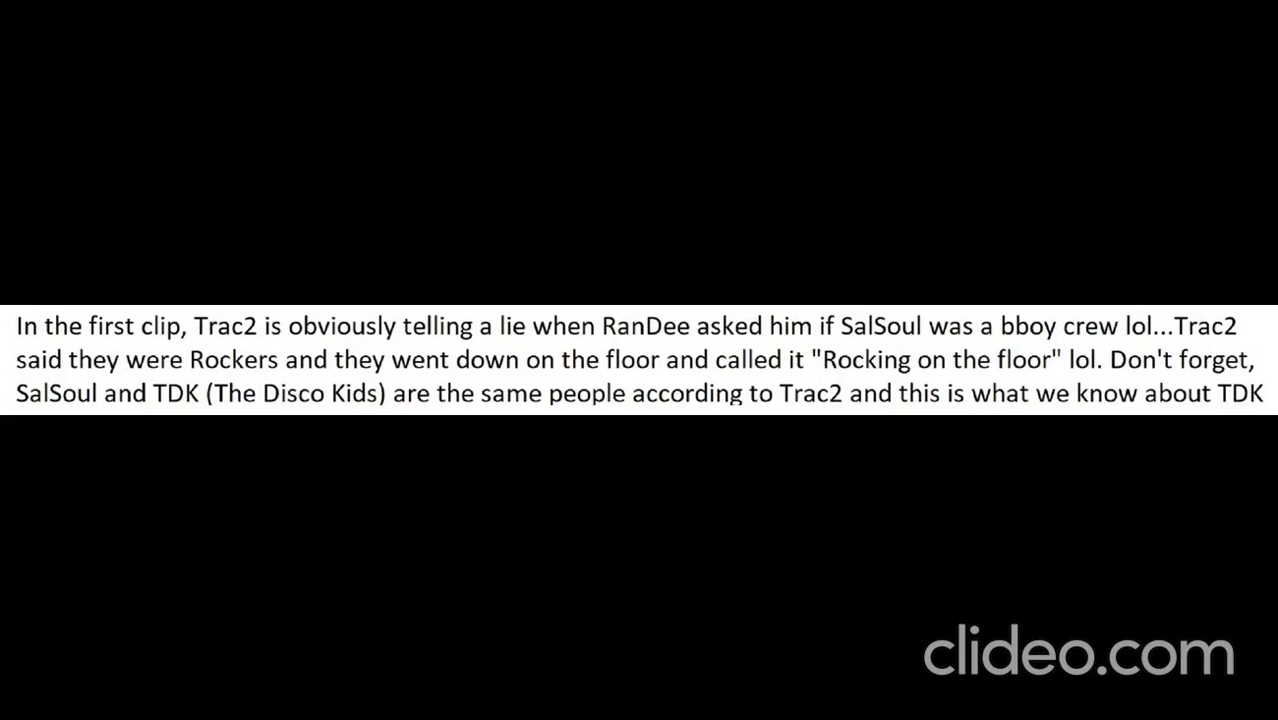 In the first clip, Trac2 is obviously telling a lie when RanDee asked him if SalSoul was a bboy crew lol...Trac2
said they were Rockers and they went down on the floor and called it "Rocking on the floor" lol. Don't forget,
SalSoul and TDK (The Disco Kids) are the same people according to Trac2 and this is what we know about TDK
clideo.com